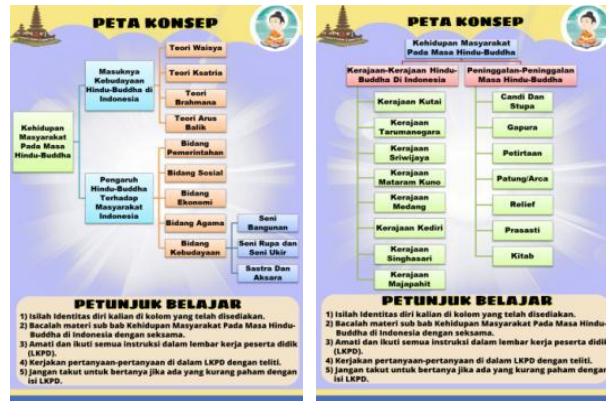 PETA KONSEP
Kehidupan
Masyarakat
Pada Masa
Hindu-Buddha
Masuknya
Kebudayaan
Hindu-Buddha di
Indonesia
Teori Waisya
Teori Ksatria
Teori
Brahmana
Teori Arus
Balik
Pengaruh
Hindu-Buddha
Terhadap
Masyarakat
Indonesia
Bidang
Pemerintahan
Bidang Sosial
Bidang
Ekonomi
Bidang Agama
Bidang
Kebudayaan
Seni
Bangunan
Seni Rupa dan
Seni Ukir
Sastra Dan
Aksara
PETUNJUK BELAJAR
1) Isilah Identitas diri kalian di kolom yang telah disediakan.
2) Bacalah materi sub bab Kehidupan Masyarakat Pada Masa Hindu-
Buddha di Indonesia dengan seksama.
3) Amati dan ikuti semua instruksi dalam lembar kerja peserta didik
(LKPD).
4) Kerjakan pertanyaan-pertanyaan di dalam LKPD dengan teliti.
5) Jangan takut untuk bertanya jika ada yang kurang paham dengan
isi LKPD.
PETA KONSEP
Kehidupan Masyarakat
Pada Masa Hindu-Buddha
Kerajaan-Kerajaan Hindu-
Buddha Di Indonesia
Kerajaan Kutai
Kerajaan
Tarumanegara
Kerajaan
Sriwijaya
Kerajaan
Mataram Kuno
Kerajaan
Medang
Kerajaan Kediri
Kerajaan
Singhasari
Kerajaan
Majapahit
Peninggalan-Peninggalan
Masa Hindu-Buddha
Candi Dan
Stupa
Gapura
Petirtaan
Patung/Arca
Relief
Prasasti
Kitab
PETUNJUK BELAJAR
1) Isilah Identitas diri kalian di kolom yang telah disediakan.
2) Bacalah materi sub bab Kehidupan Masyarakat Pada Masa Hindu-
Buddha di Indonesia dengan seksama.
3) Amati dan ikuti semua instruksi dalam lembar kerja peserta didik
(LKPD).
4) Kerjakan pertanyaan-pertanyaan di dalam LKPD dengan teliti.
5) Jangan takut untuk bertanya jika ada yang kurang paham dengan
isi LKPD.